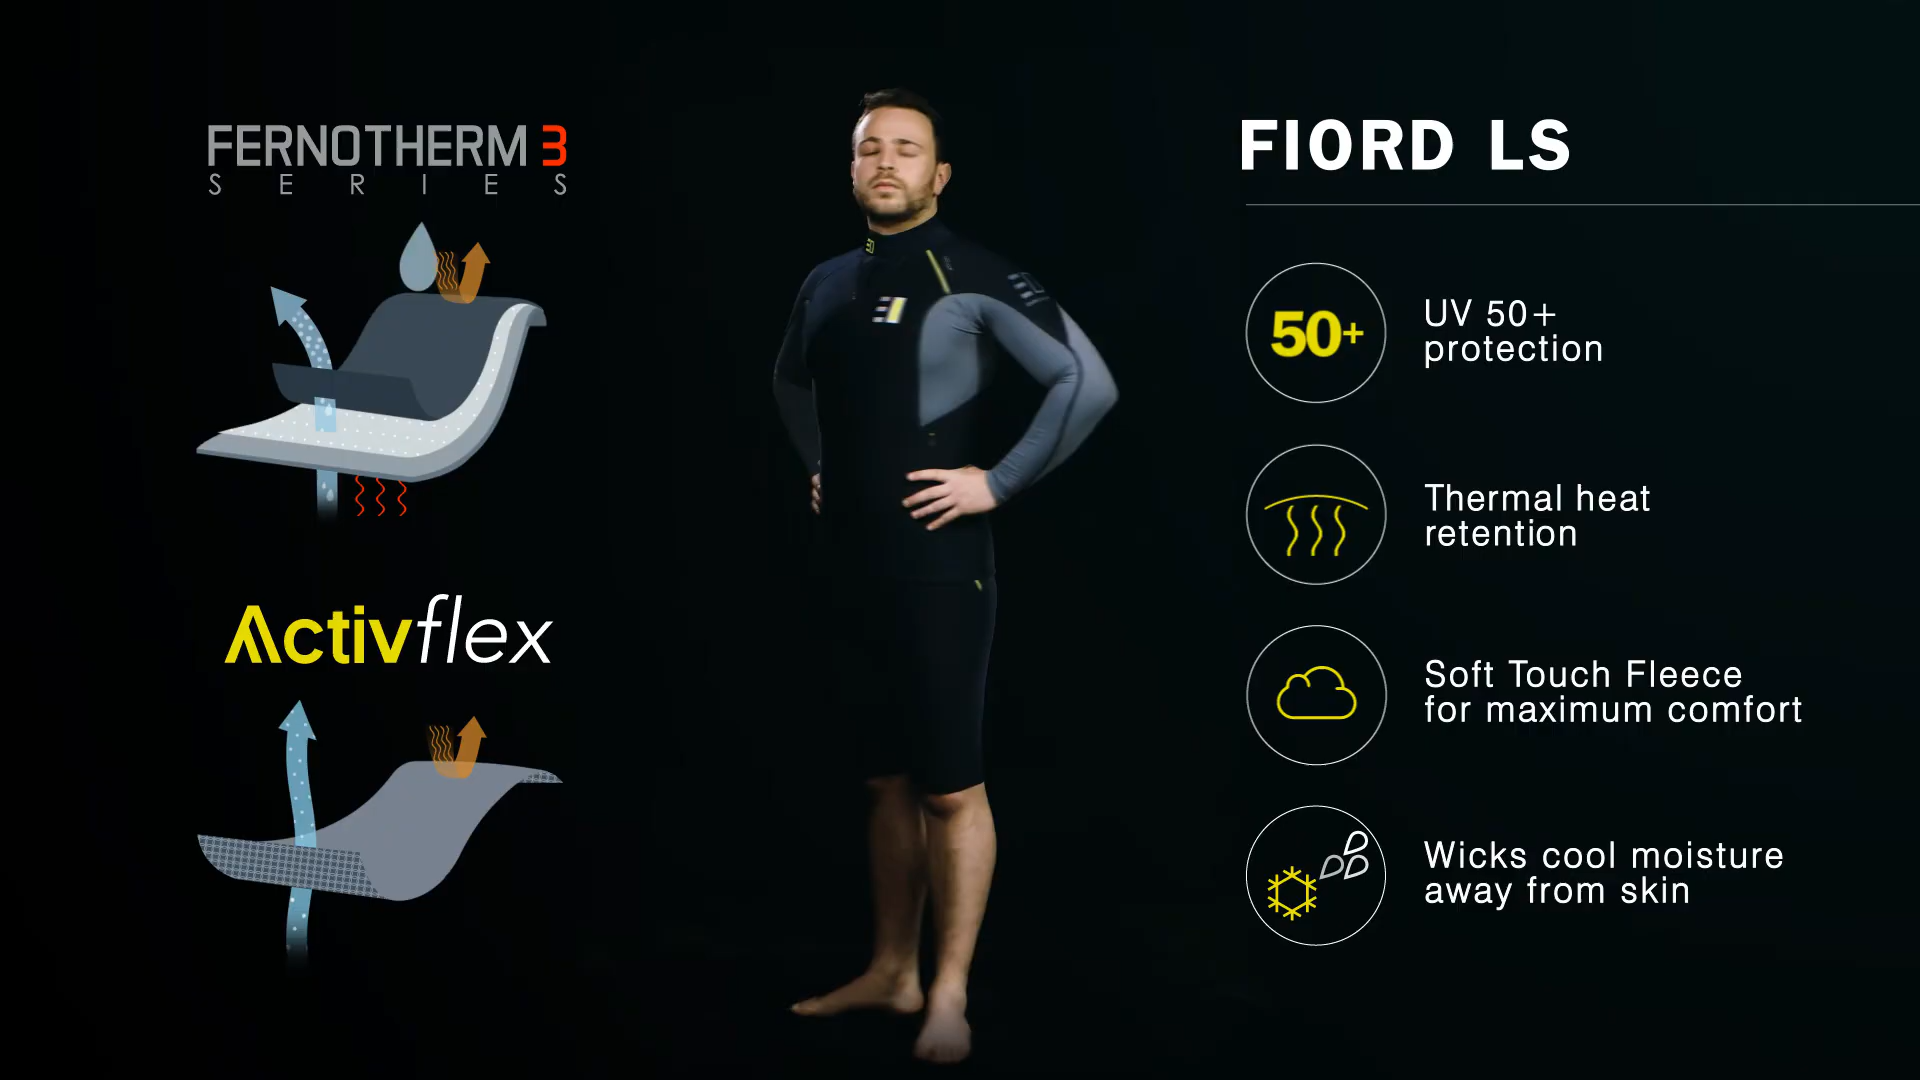 FERNOTHERM 3
SERIES
Activflex
FIORD LS
50+
UV 50+
protection
Thermal heat
retention
Soft Touch Fleece
for maximum comfort
Wicks cool moisture
away from skin